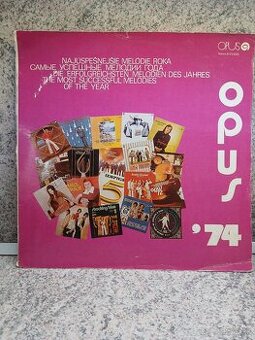 OPUS
NAJÚSPEŠNEJŠIE MELÓDIE ROKA
САМЫЕ УСПЕШНЫЕ МЕЛОДИИ ГОДА
DIE ERFOLGREICHSTEN MELODIEN DES JAHRES
THE MOST SUCCESSFUL MELODIES
OF THE YEAR
opus
'74